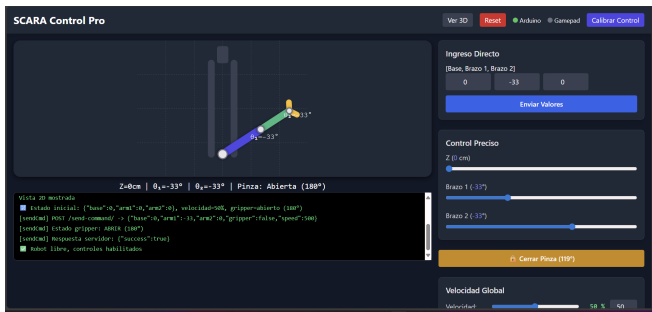 SCARA Control Pro
Ver 3D
Reset
Arduino
Gamepad
Calibrar Control
θ₁=-33°
Z=0cm | θ₁=-33° | θ₂=-33° | Pinza: Abierta (180°)
Vista 2D mostrada
Estado inicial: {"base":0,"arm1":0,"arm2":0}, velocidad=50%, gripper=abierto (180°)
[sendCmd] POST /send-command/ -> {"base":0,"arm1":-33,"arm2":0,"gripper":false,"speed":500}
[sendCmd] Estado gripper: ABRIR (180°)
[sendCmd] Respuesta servidor: {"success":true}
Robot libre, controles habilitados
Ingreso Directo
[Base, Brazo 1, Brazo 2]
0
-33
0
Enviar Valores
Control Preciso
Z (0 cm)
Brazo 1 (-33°)
Brazo 2 (-33°)
Cerrar Pinza (119°)
Velocidad Global
Velocidad:
50 %
50